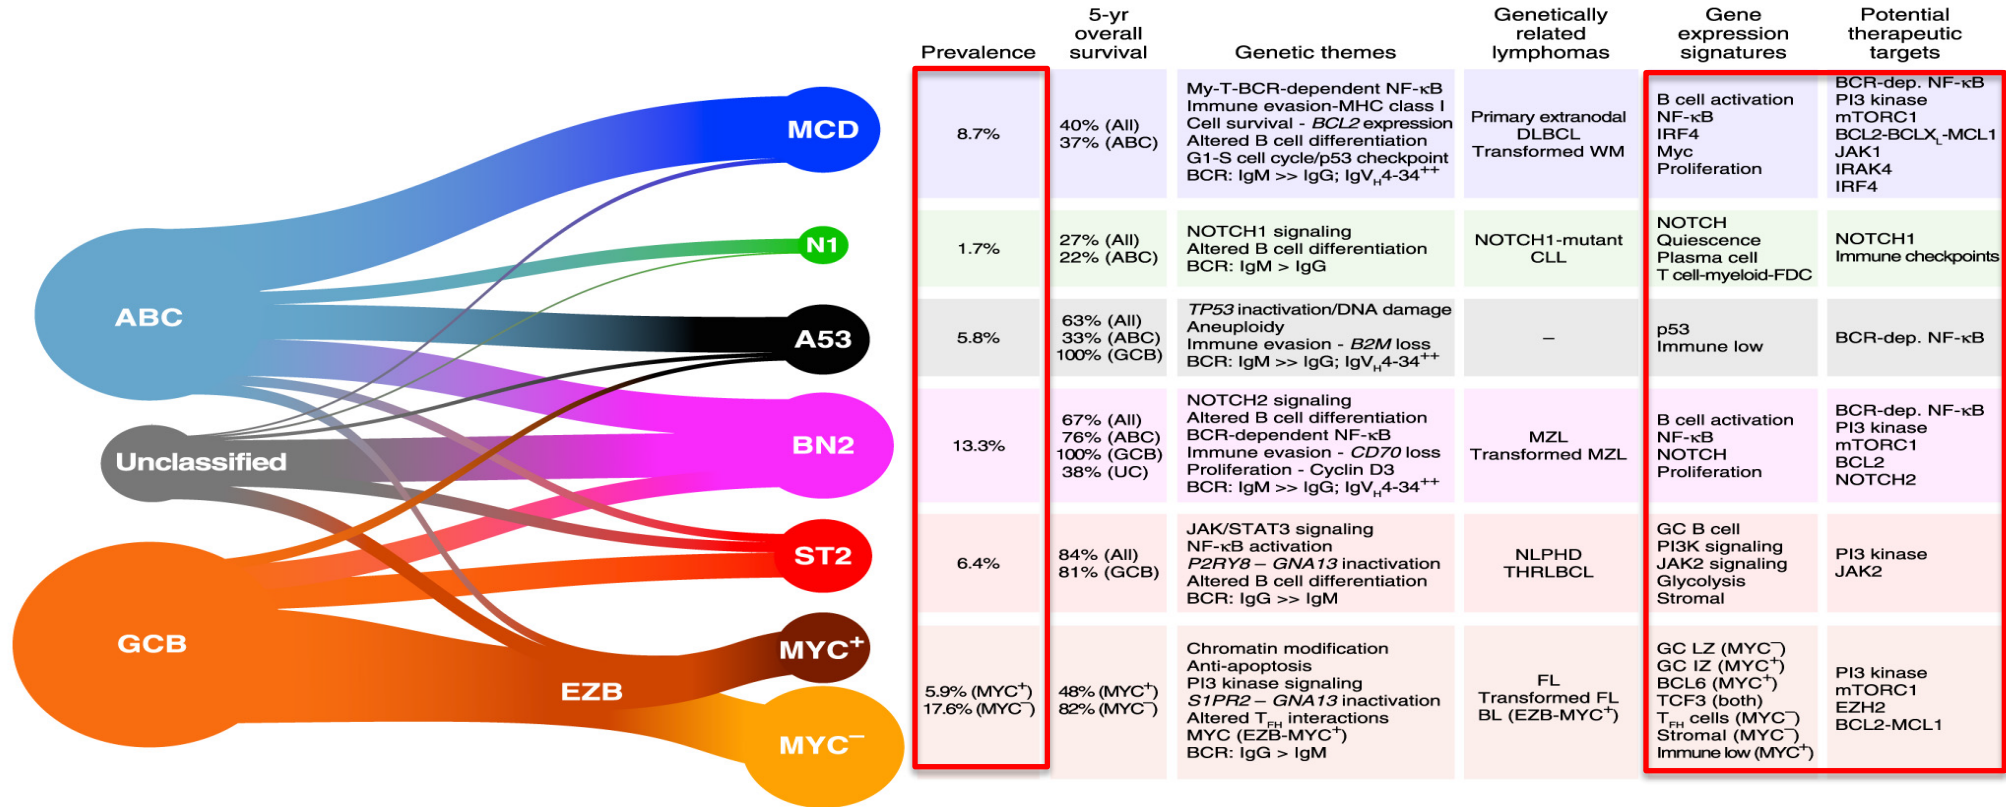 Prevalence
5-yr
overall
survival
Genetic themes
Genetically
related
lymphomas
Gene
expression
signatures
Potential
therapeutic
targets
ABC
Unclassified
GCB
EZB
MCD
8.7%
40% (All)
37% (ABC)
My-T-BCR-dependent NF-κB
Immune evasion-MHC class I
Cell survival - BCL2 expression
Altered B cell differentiation
G1-S cell cycle/p53 checkpoint
BCR: IgM >> IgG; IgVH4-34++
Primary extranodal
DLBCL
Transformed WM
B cell activation
NF-κB
IRF4
Myc
Proliferation
BCR-dep. NF-κB
PI3 kinase
mTORC1
BCL2-BCLXL-MCL1
JAK1
IRAK4
IRF4
N1
1.7%
27% (All)
22% (ABC)
NOTCH1 signaling
Altered B cell differentiation
BCR: IgM > IgG
NOTCH1-mutant
CLL
NOTCH
Quiescence
Plasma cell
T cell-myeloid-FDC
NOTCH1
Immune checkpoints
A53
5.8%
63% (All)
33% (ABC)
100% (GCB)
TP53 inactivation/DNA damage
Aneuploidy
Immune evasion - B2M loss
BCR: IgM >> IgG; IgVH4-34++
–
p53
Immune low
BCR-dep. NF-κB
BN2
13.3%
67% (All)
76% (ABC)
100% (GCB)
38% (UC)
NOTCH2 signaling
Altered B cell differentiation
BCR-dependent NF-κB
Immune evasion - CD70 loss
Proliferation - Cyclin D3
BCR: IgM >> IgG; IgVH4-34++
MZL
Transformed MZL
B cell activation
NF-κB
NOTCH
Proliferation
BCR-dep. NF-κB
PI3 kinase
mTORC1
BCL2
NOTCH2
ST2
6.4%
84% (All)
81% (GCB)
JAK/STAT3 signaling
NF-κB activation
P2RY8 – GNA13 inactivation
Altered B cell differentiation
BCR: IgG >> IgM
NLPHD
THRLBCL
GC B cell
PI3K signaling
JAK2 signaling
Glycolysis
Stromal
PI3 kinase
JAK2
MYC+
MYC–
5.9% (MYC+)
17.6% (MYC–)
48% (MYC+)
82% (MYC–)
Chromatin modification
Anti-apoptosis
PI3 kinase signaling
S1PR2 – GNA13 inactivation
Altered TFH interactions
MYC (EZB-MYC+)
BCR: IgG > IgM
FL
Transformed FL
BL (EZB-MYC+)
GC LZ (MYC–)
GC IZ (MYC+)
BCL6 (MYC+)
TCF3 (both)
TFH cells (MYC–)
Stromal (MYC–)
Immune low (MYC+)
PI3 kinase
mTORC1
EZH2
BCL2-MCL1